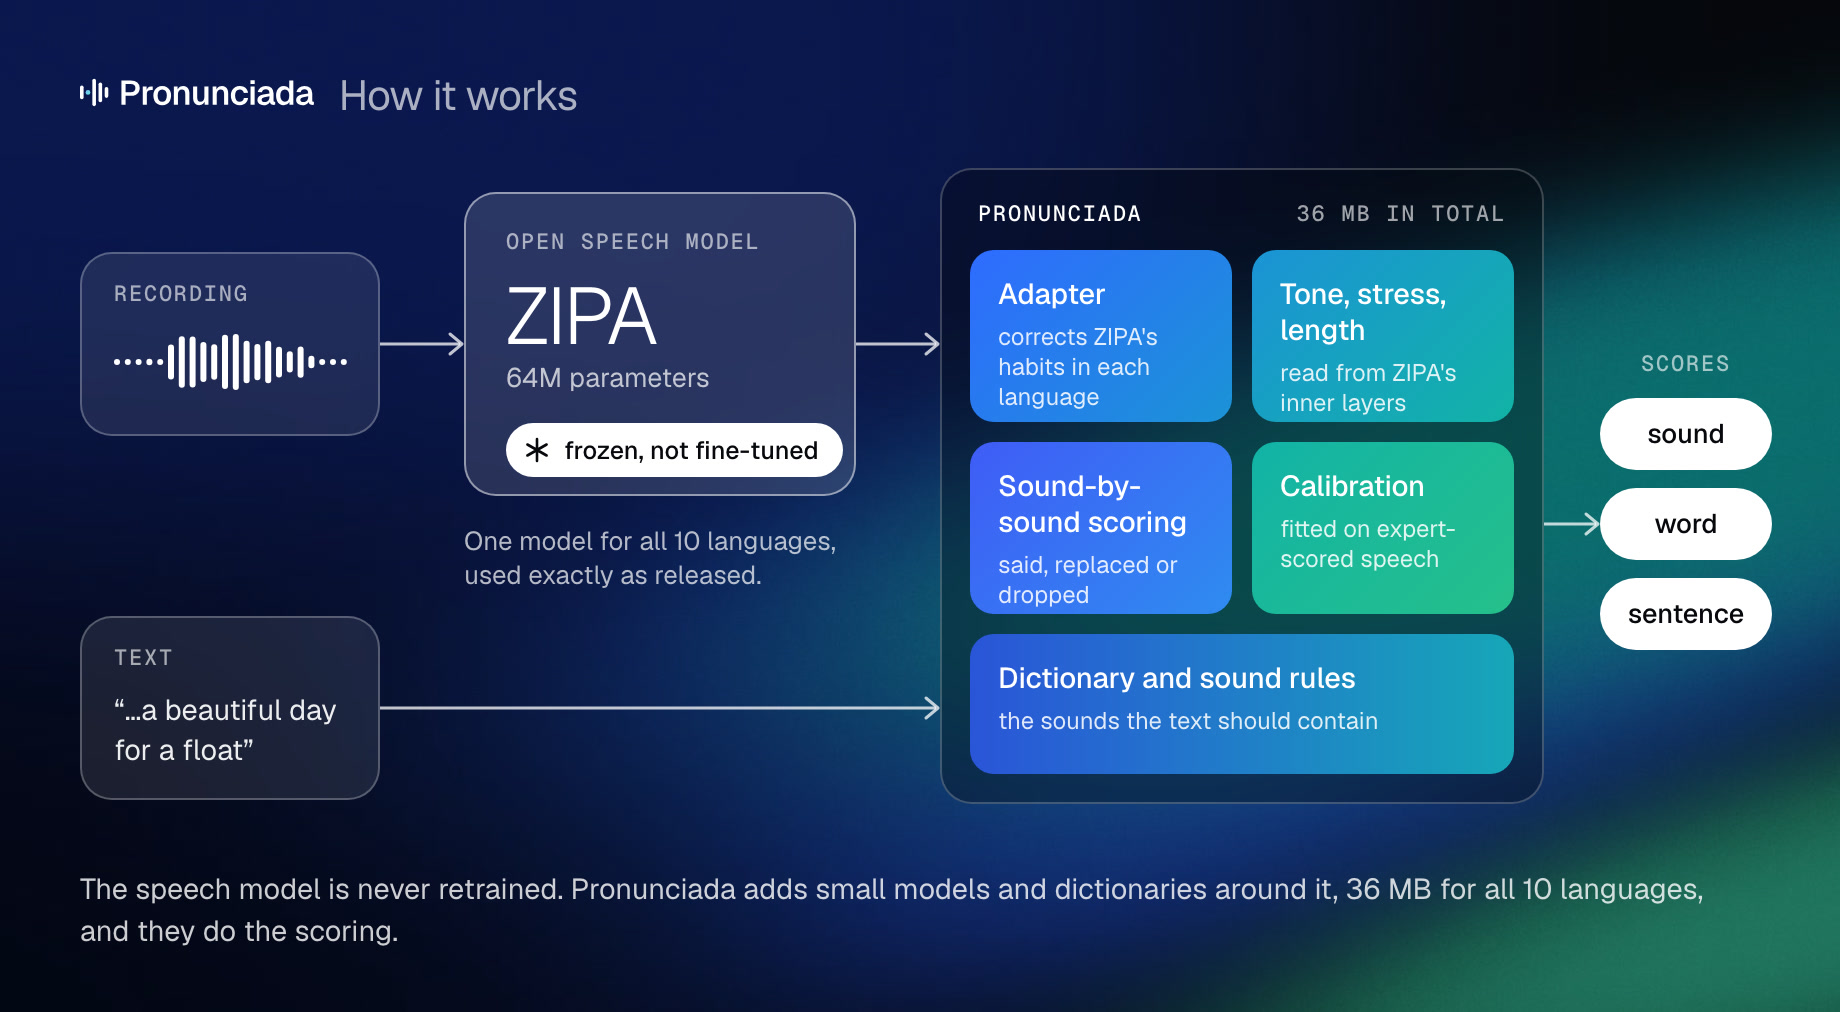 Pronunciada How it works
RECORDING
OPEN SPEECH MODEL
ZIPA
64M parameters
frozen, not fine-tuned
One model for all 10 languages,
used exactly as released.
TEXT
“…a beautiful day
for a float”
PRONUNCIADA 36 MB IN TOTAL
Adapter
corrects ZIPA's
habits in each
language
Tone, stress,
length
read from ZIPA's
inner layers
Sound-by-
sound scoring
said, replaced or
dropped
Calibration
fitted on expert-
scored speech
Dictionary and sound rules
the sounds the text should contain
SCORES
sound
word
sentence
The speech model is never retrained. Pronunciada adds small models and dictionaries around it, 36 MB for all 10 languages,
and they do the scoring.